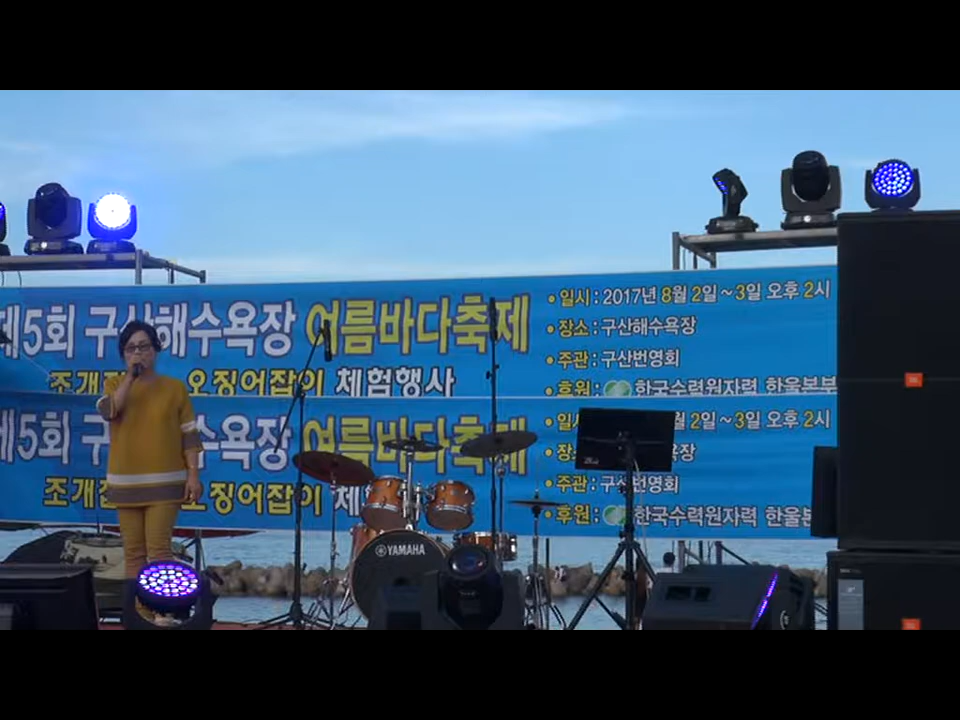 제5회 구산해수욕장 여름바다축제
조개잡이 오징어잡이 체험행사
• 일시 : 2017년 8월 2일 ~ 3일 오후 2시
• 장소 : 구산해수욕장
• 주관 : 구산번영회
• 후원 : 한국수력원자력 한울본부
제5회 구 해수욕장 여름바다축제
조개 오징어잡이 체
• 일시 2일 ~ 3일 오후 2시
• 장
• 주관 : 구산번영회
• 후원 : 한국수력원자력 한울본
YAMAHA
JBL
JBL